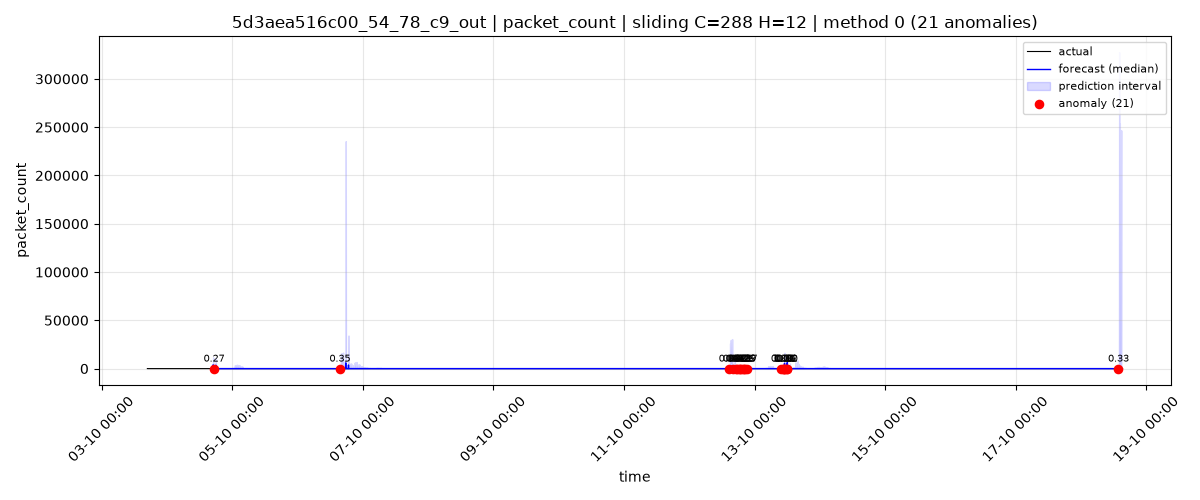 5d3aea516c00_54_78_c9_out | packet_count | sliding C=288 H=12 | method 0 (21 anomalies)
actual
forecast (median)
prediction interval
anomaly (21)
packet_count
300000
250000
200000
150000
100000
50000
0
0.27
0.35
0.33
03-10 00:00
05-10 00:00
07-10 00:00
09-10 00:00
11-10 00:00
13-10 00:00
15-10 00:00
17-10 00:00
19-10 00:00
time